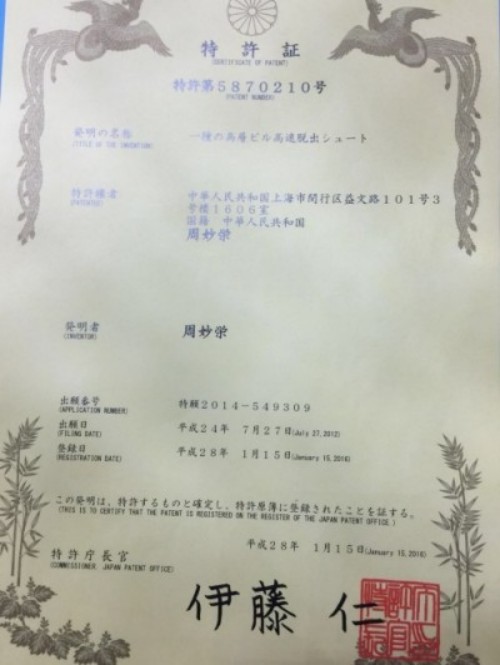 特許証
(CERTIFICATE OF PATENT)
特許第5870210号
(PATENT NUMBER)
発明の名称
(TITLE OF THE INVENTION)
一種の高層ビル高速脱出シュート
特許権者
(PATENTEE)
中華人民共和国上海市閔行区益文路101号3
号楼1606室
国籍 中華人民共和国
周妙栄
発明者
(INVENTOR)
周妙栄
出願番号
(APPLICATION NUMBER)
特願2014-549309
出願日
(FILING DATE)
平成24年 7月27日(July 27,2012)
登録日
(REGISTRATION DATE)
平成28年 1月15日(January 15,2016)
この発明は、特許するものと確定し、特許原簿に登録されたことを証する。
(THIS IS TO CERTIFY THAT THE PATENT IS REGISTERED ON THE REGISTER OF THE JAPAN PATENT OFFICE.)
平成28年 1月15日(January 15,2016)
特許庁長官
(COMMISSIONER, JAPAN PATENT OFFICE)
伊藤 仁